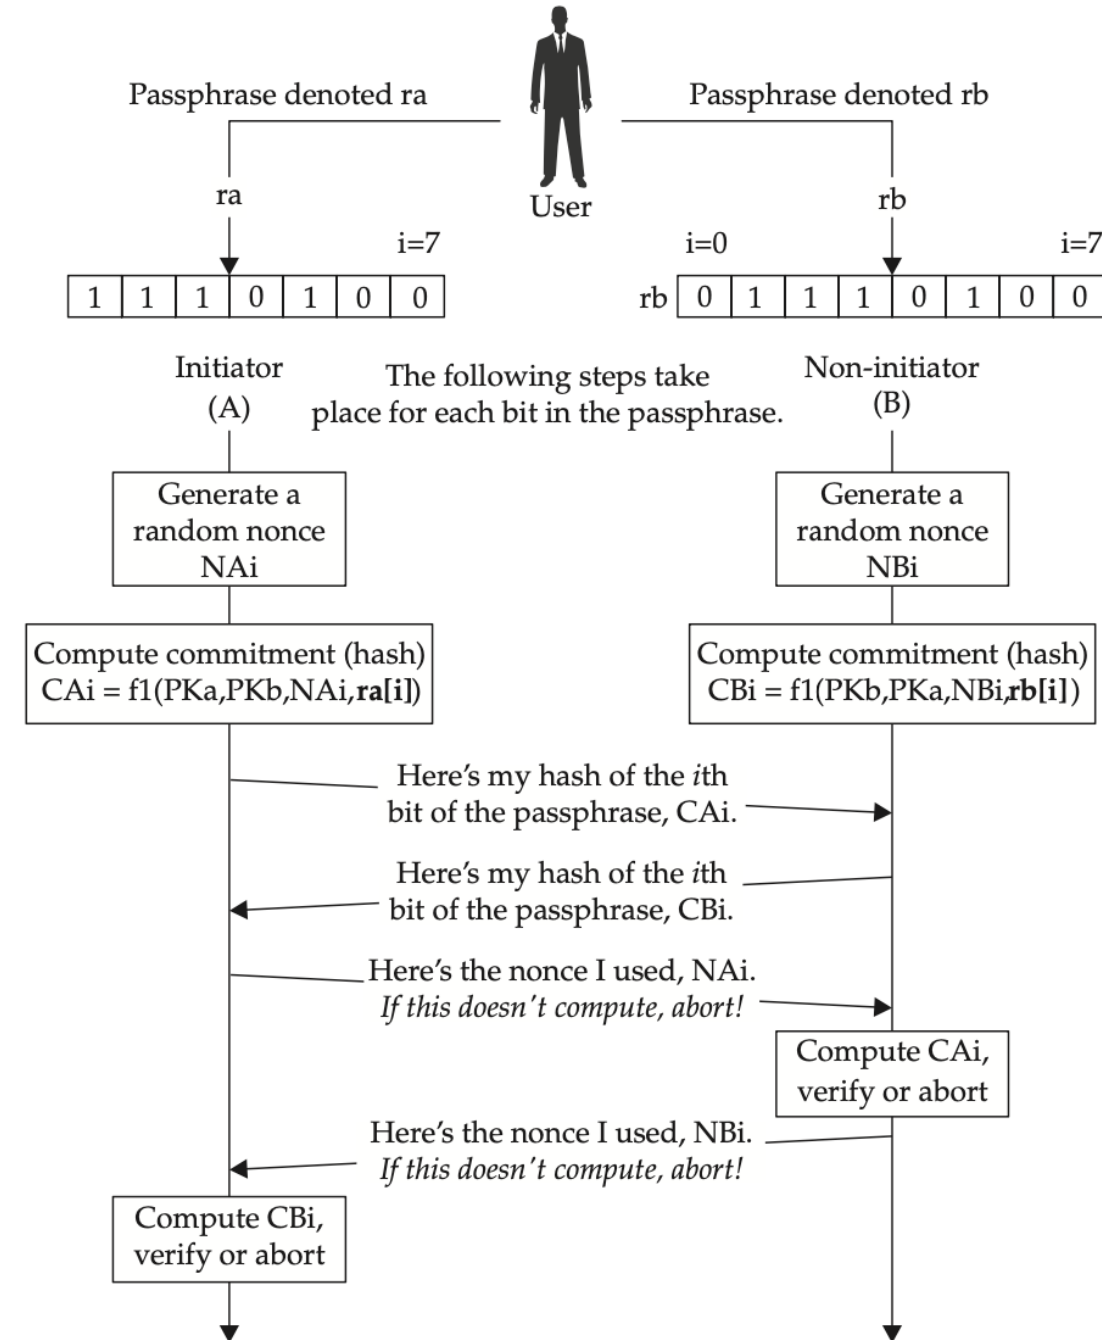 Passphrase denoted ra
Passphrase denoted rb
ra
User
rb
i=7
i=0
i=7
1 1 1 0 1 0 0
rb 0 1 1 1 0 1 0 0
Initiator
(A)
The following steps take
place for each bit in the passphrase.
Non-initiator
(B)
Generate a
random nonce
NAi
Generate a
random nonce
NBi
Compute commitment (hash)
CAi = f1(PKa,PKb,NAi,ra[i])
Compute commitment (hash)
CBi = f1(PKb,PKa,NBi,rb[i])
Here's my hash of the ith
bit of the passphrase, CAi.
Here's my hash of the ith
bit of the passphrase, CBi.
Here's the nonce I used, NAi.
If this doesn't compute, abort!
Compute CAi,
verify or abort
Here's the nonce I used, NBi.
If this doesn't compute, abort!
Compute CBi,
verify or abort